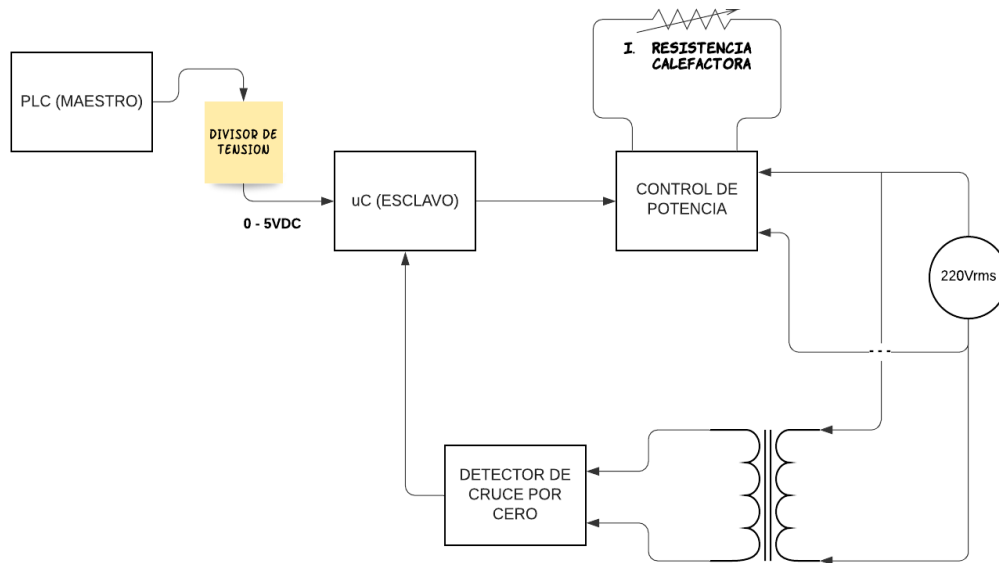 I. RESISTENCIA
CALEFACTORA
PLC (MAESTRO)
DIVISOR DE
TENSION
0 - 5VDC
uC (ESCLAVO)
CONTROL DE
POTENCIA
220Vrms
DETECTOR DE
CRUCE POR
CERO